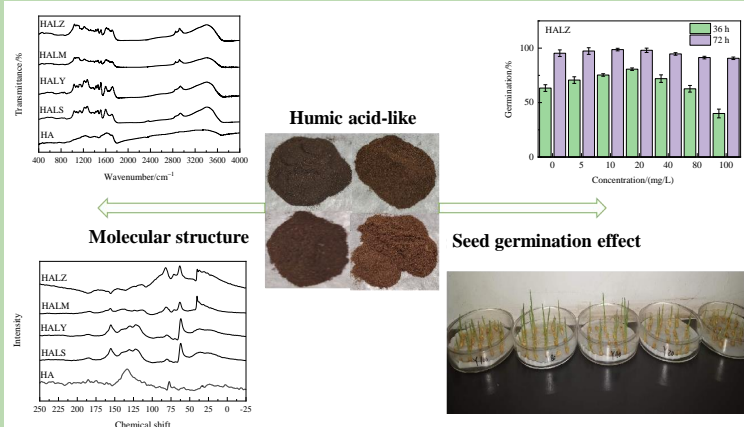 HALZ
HALM
HALY
HALS
HA
Transmittance/%
400 800 1200 1600 2000 2400 2800 3200 3600 4000
Wavenumber/cm⁻¹
HALZ
36 h
72 h
100
50
0
Germination/%
0 5 10 20 40 80 100
Concentration/(mg/L)
Humic acid-like
Molecular structure
Seed germination effect
HALZ
HALM
HALY
HALS
HA
Intensity
250 225 200 175 150 125 100 75 50 25 0 -25
Chemical shift